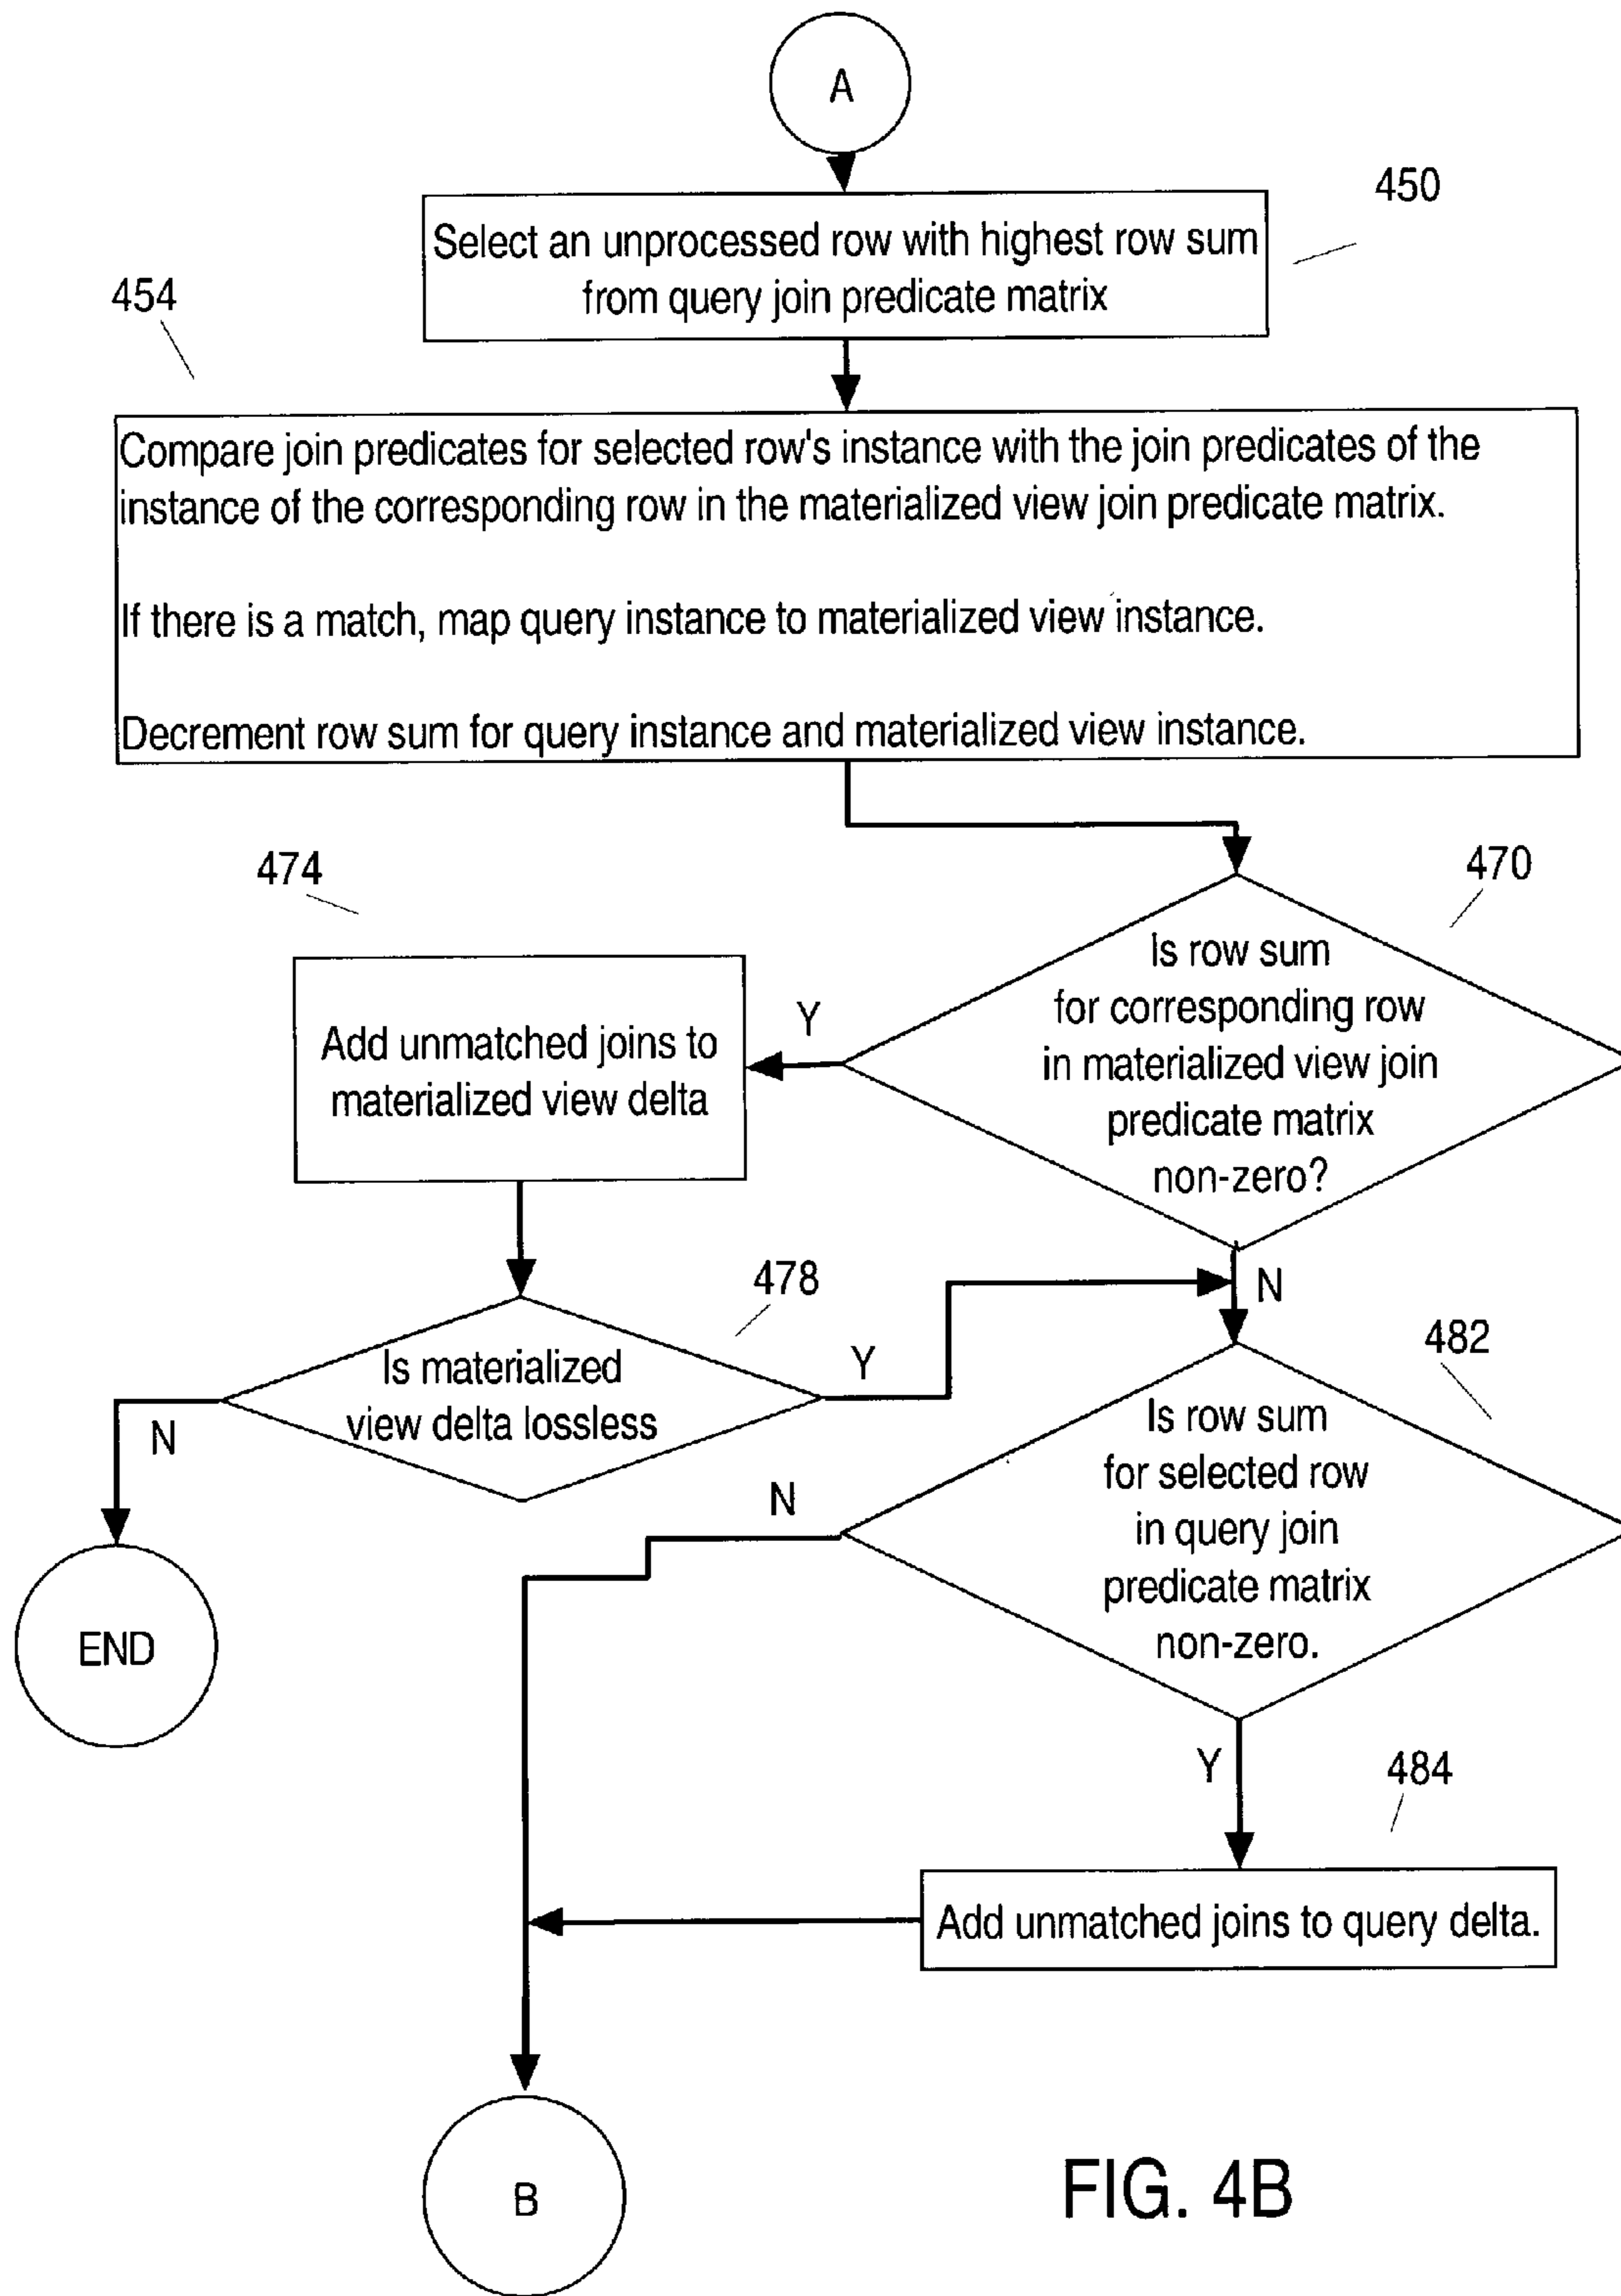 A
450
Select an unprocessed row with highest row sum
from query join predicate matrix
454
Compare join predicates for selected row's instance with the join predicates of the
instance of the corresponding row in the materialized view join predicate matrix.
If there is a match, map query instance to materialized view instance.
Decrement row sum for query instance and materialized view instance.
470
Is row sum
for corresponding row
in materialized view join
predicate matrix
non-zero?
Y
474
Add unmatched joins to
materialized view delta
N
478
Is materialized
view delta lossless
Y
N
END
482
Is row sum
for selected row
in query join
predicate matrix
non-zero.
N
Y
484
Add unmatched joins to query delta.
B
FIG. 4B